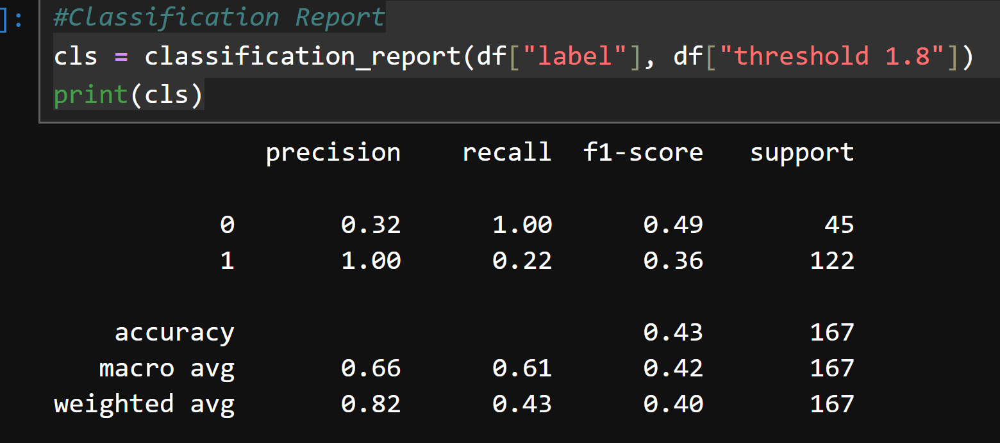 ]:
#Classification Report
cls = classification_report(df["label"], df["threshold 1.8"])
print(cls)
precision recall f1-score support
0 0.32 1.00 0.49 45
1 1.00 0.22 0.36 122
accuracy 0.43 167
macro avg 0.66 0.61 0.42 167
weighted avg 0.82 0.43 0.40 167